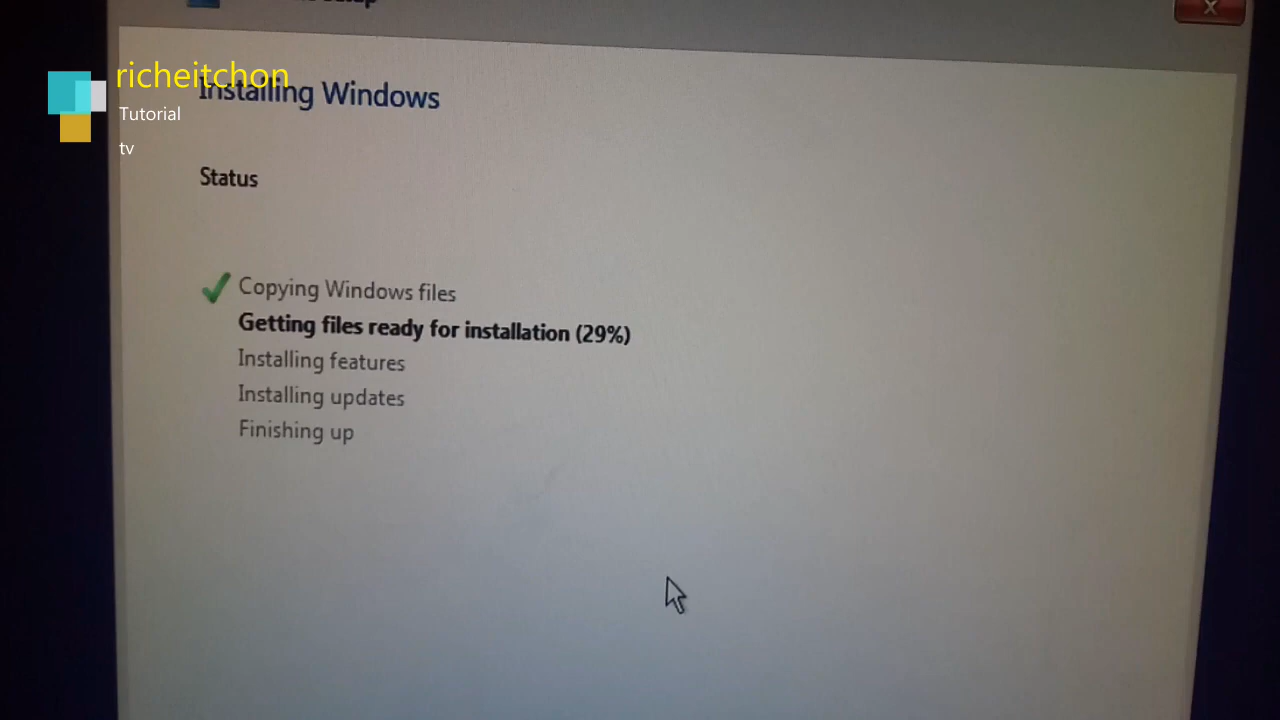 richeitchon
Tutorial
tv
Installing Windows
Status
Copying Windows files
Getting files ready for installation (29%)
Installing features
Installing updates
Finishing up